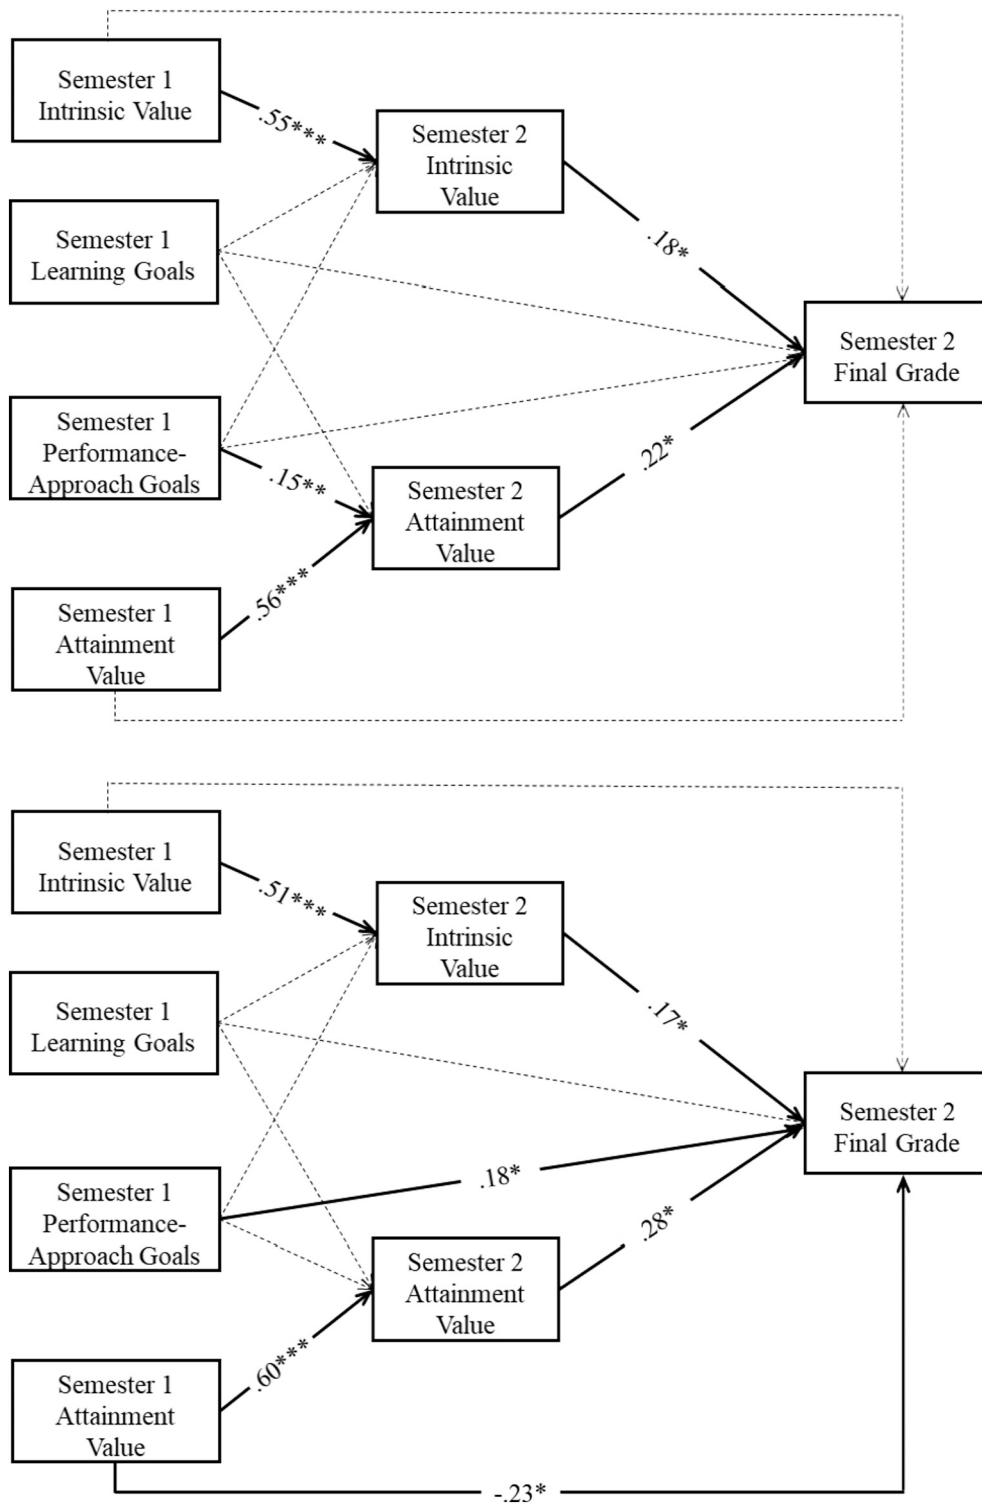 Semester 1
Intrinsic Value
.55***
Semester 2
Intrinsic
Value
Semester 1
Learning Goals
.18*
Semester 2
Final Grade
Semester 1
Performance-
Approach Goals
.15**
Semester 2
Attainment
Value
.22*
.56***
Semester 1
Attainment
Value
Semester 1
Intrinsic Value
.51***
Semester 2
Intrinsic
Value
Semester 1
Learning Goals
.17*
Semester 2
Final Grade
Semester 1
Performance-
Approach Goals
.18*
Semester 2
Attainment
Value
.28*
.60***
Semester 1
Attainment
Value
-.23*